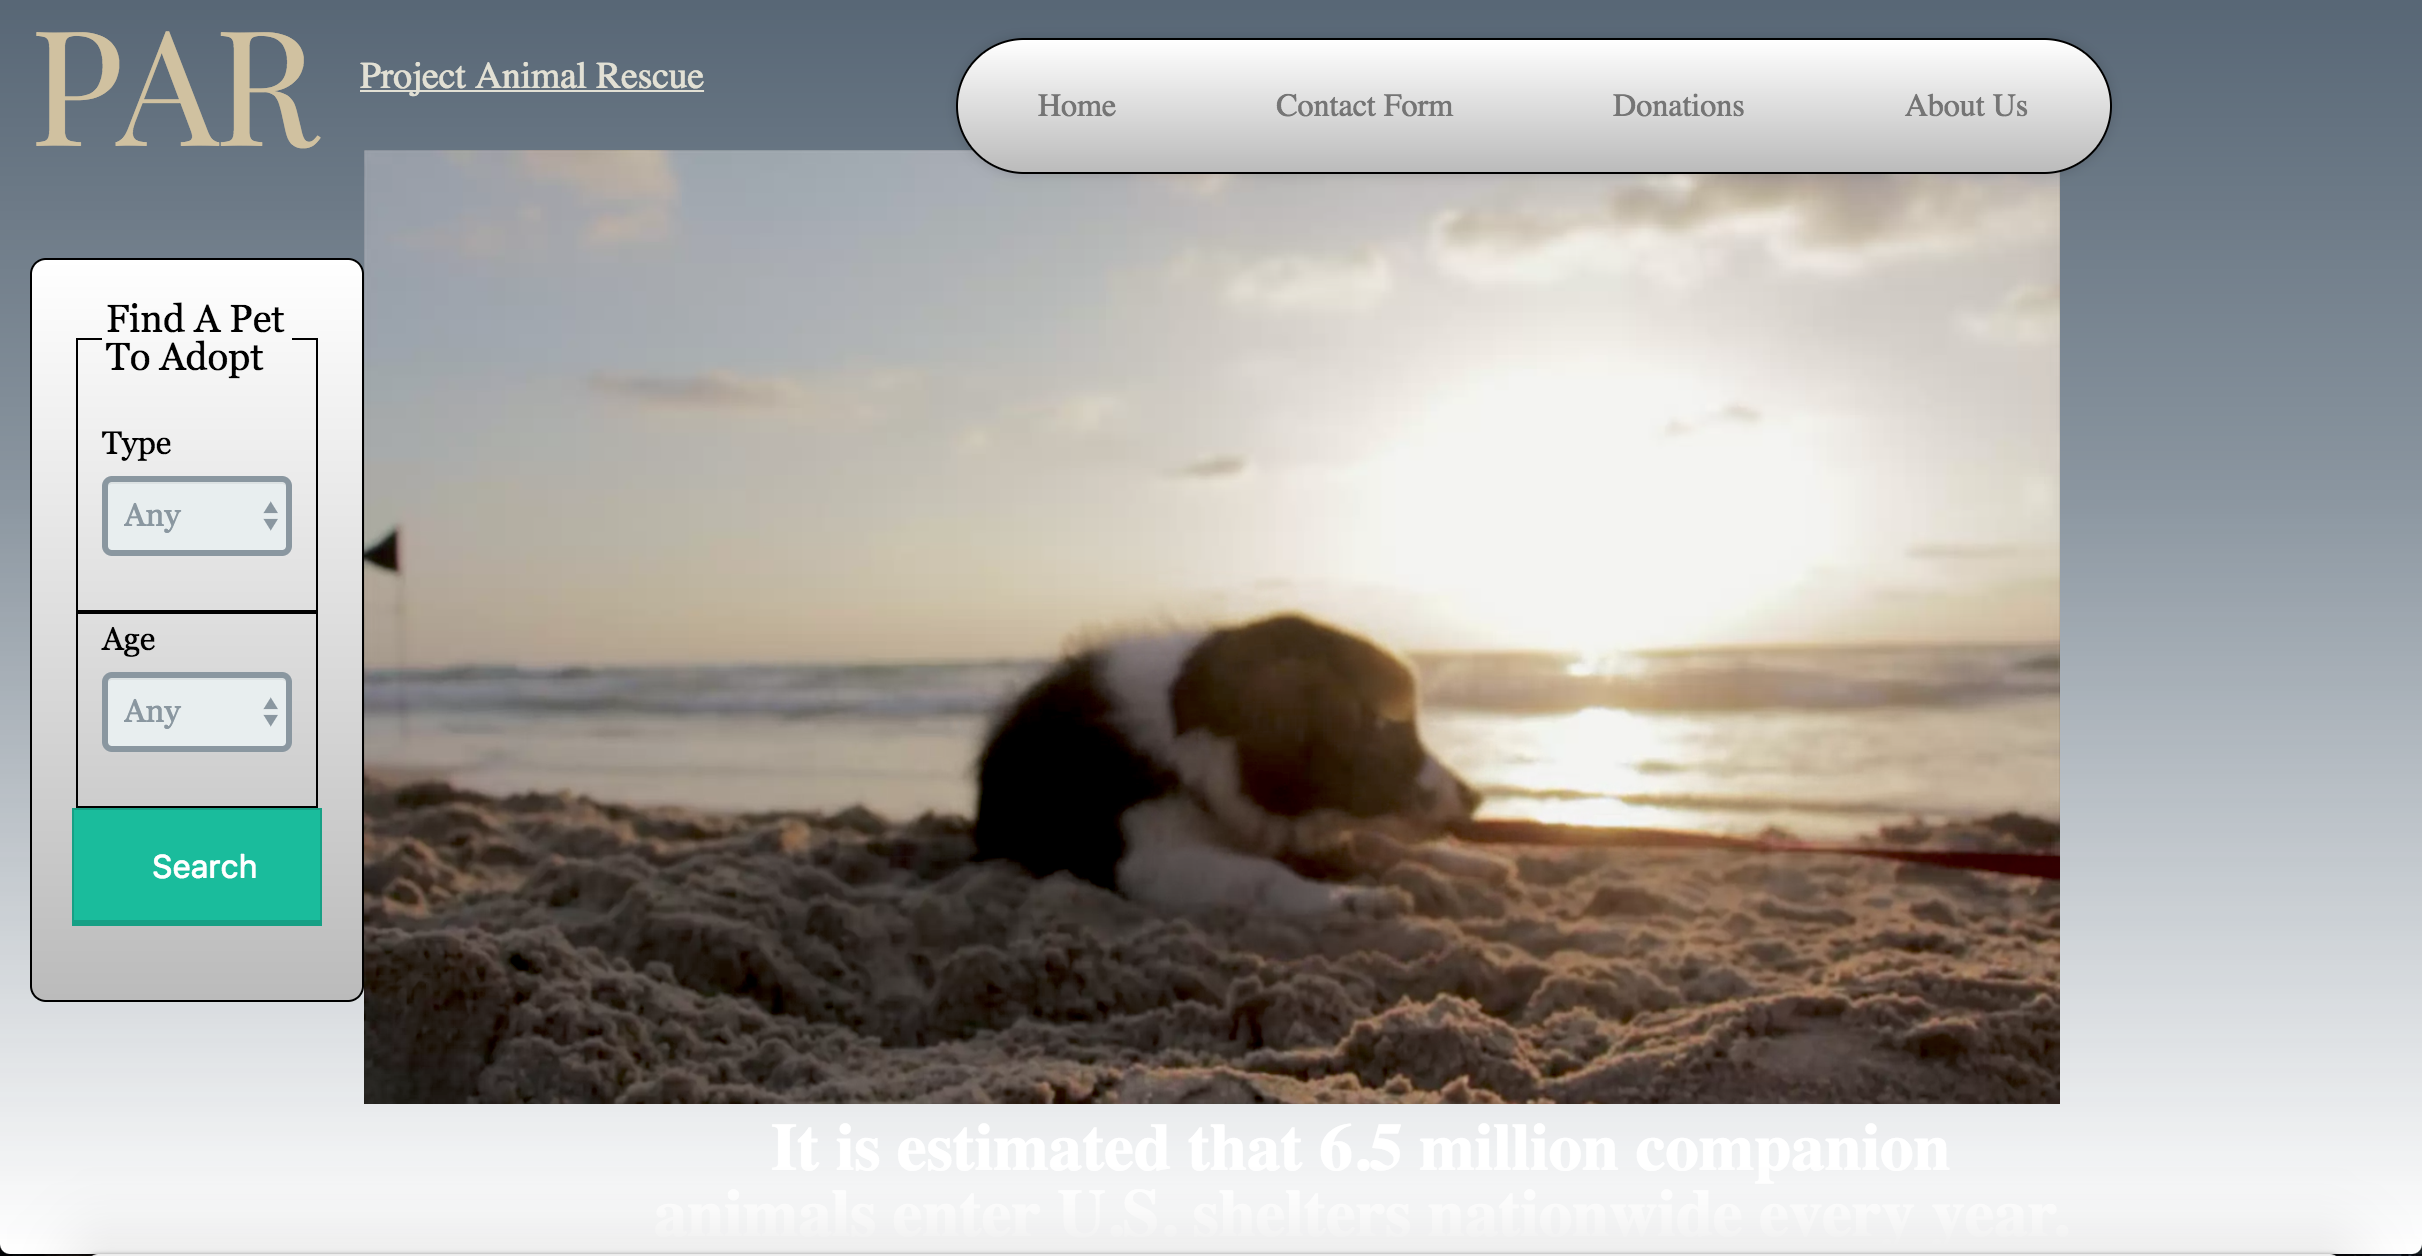 PAR
Project Animal Rescue
Home
Contact Form
Donations
About Us
Find A Pet
To Adopt
Type
Any
Age
Any
Search
It is estimated that 6.5 million companion
animals enter U.S. shelters nationwide every year.